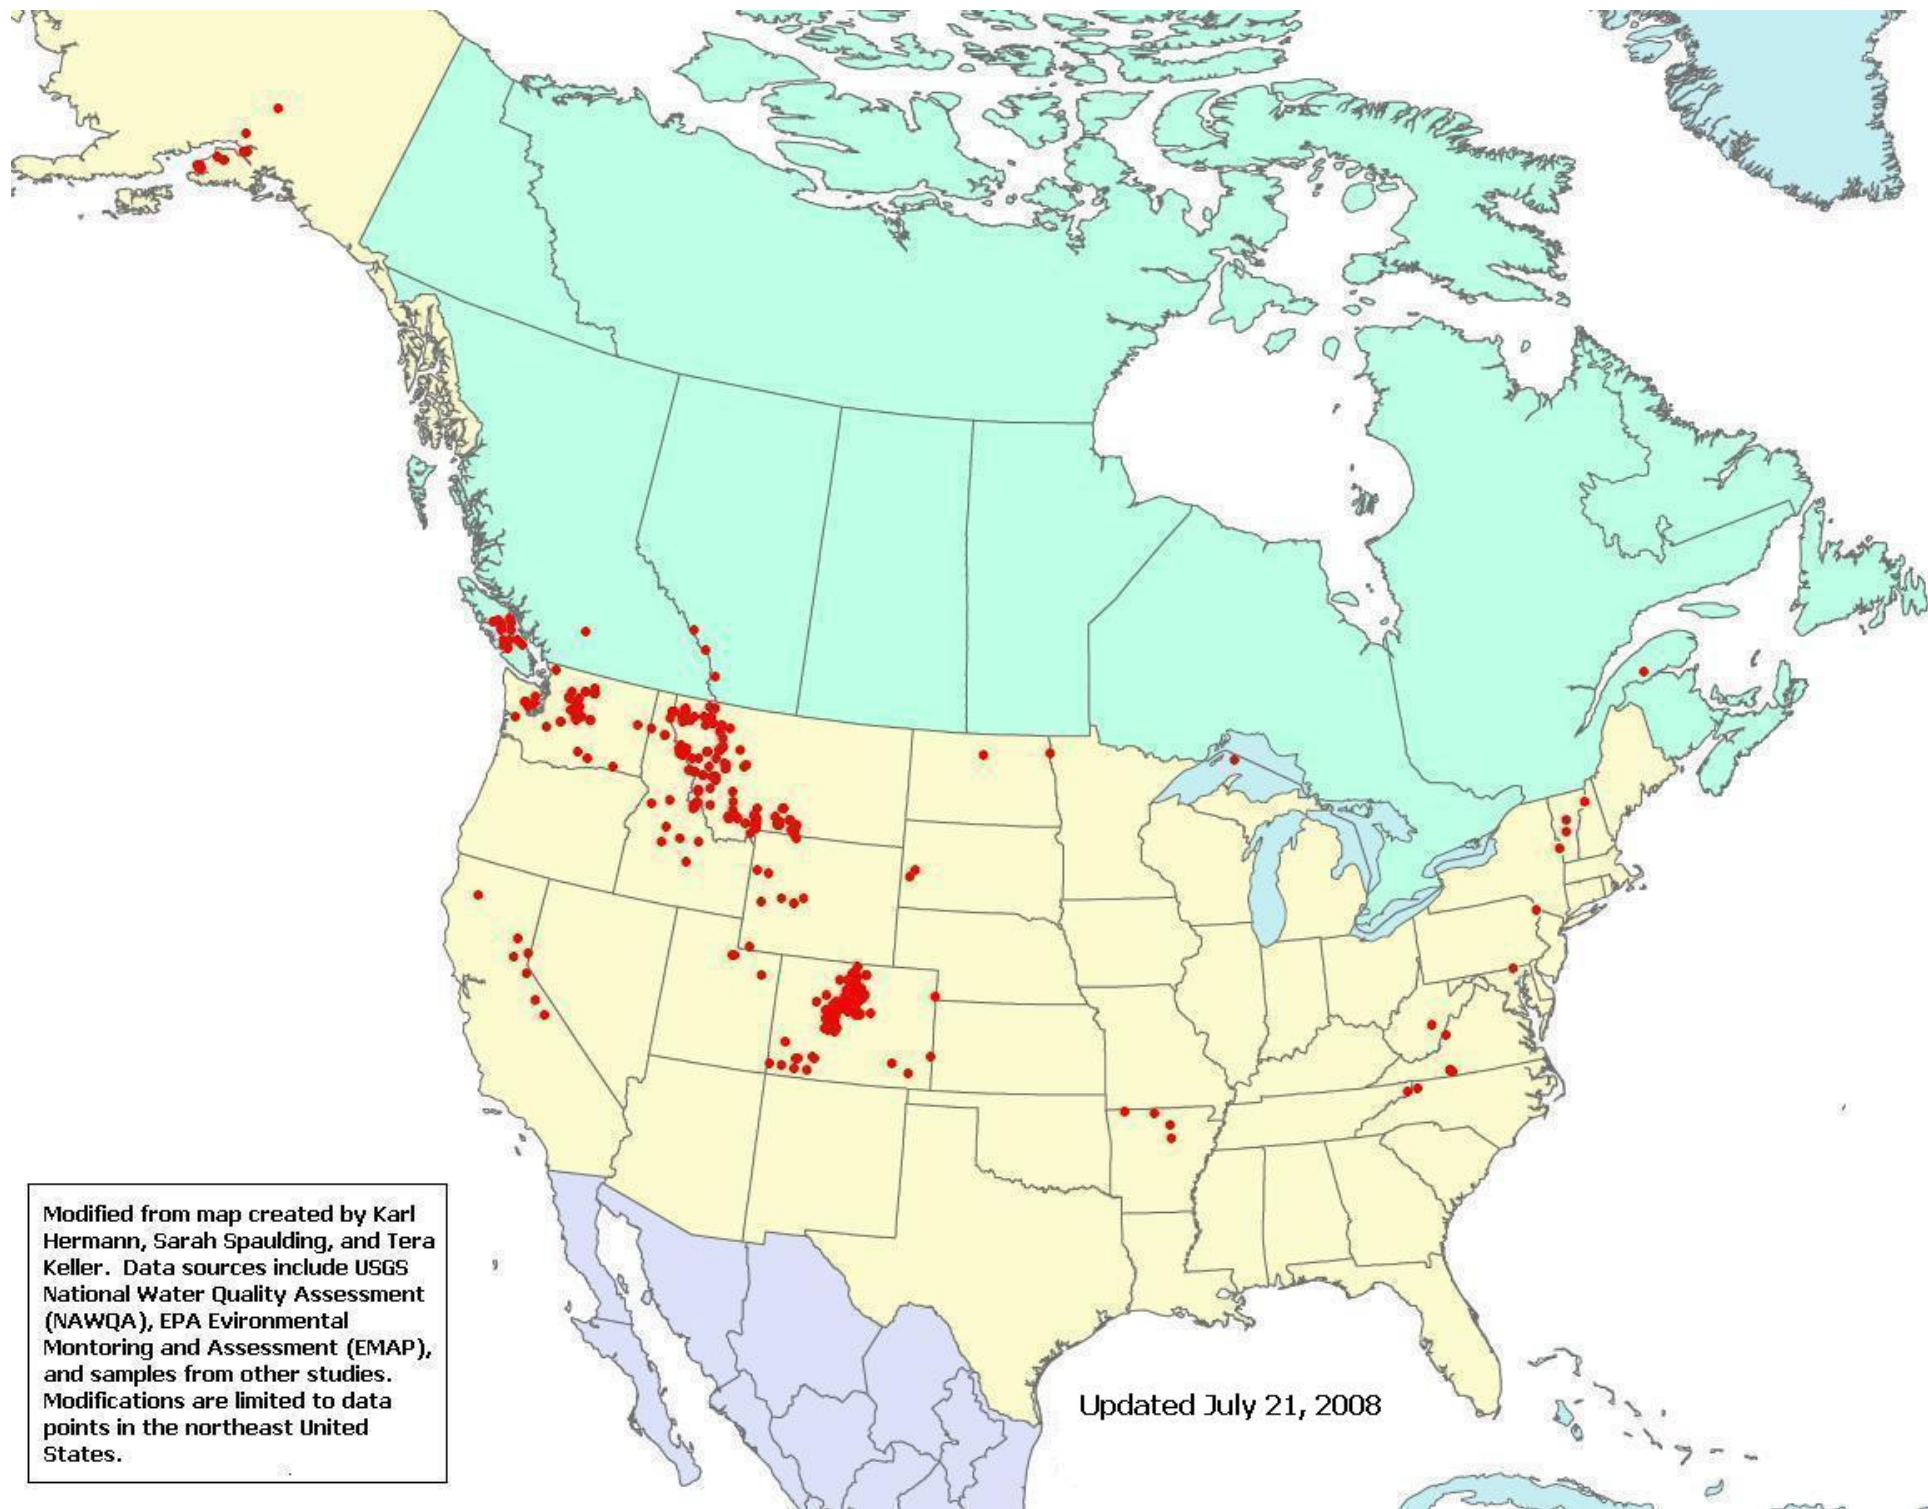 Modified from map created by Karl
Hermann, Sarah Spaulding, and Tera
Keller.  Data sources include USGS
National Water Quality Assessment
(NAWQA), EPA Evironmental
Montoring and Assessment (EMAP),
and samples from other studies.
Modifications are limited to data
points in the northeast United
States.
Updated July 21, 2008